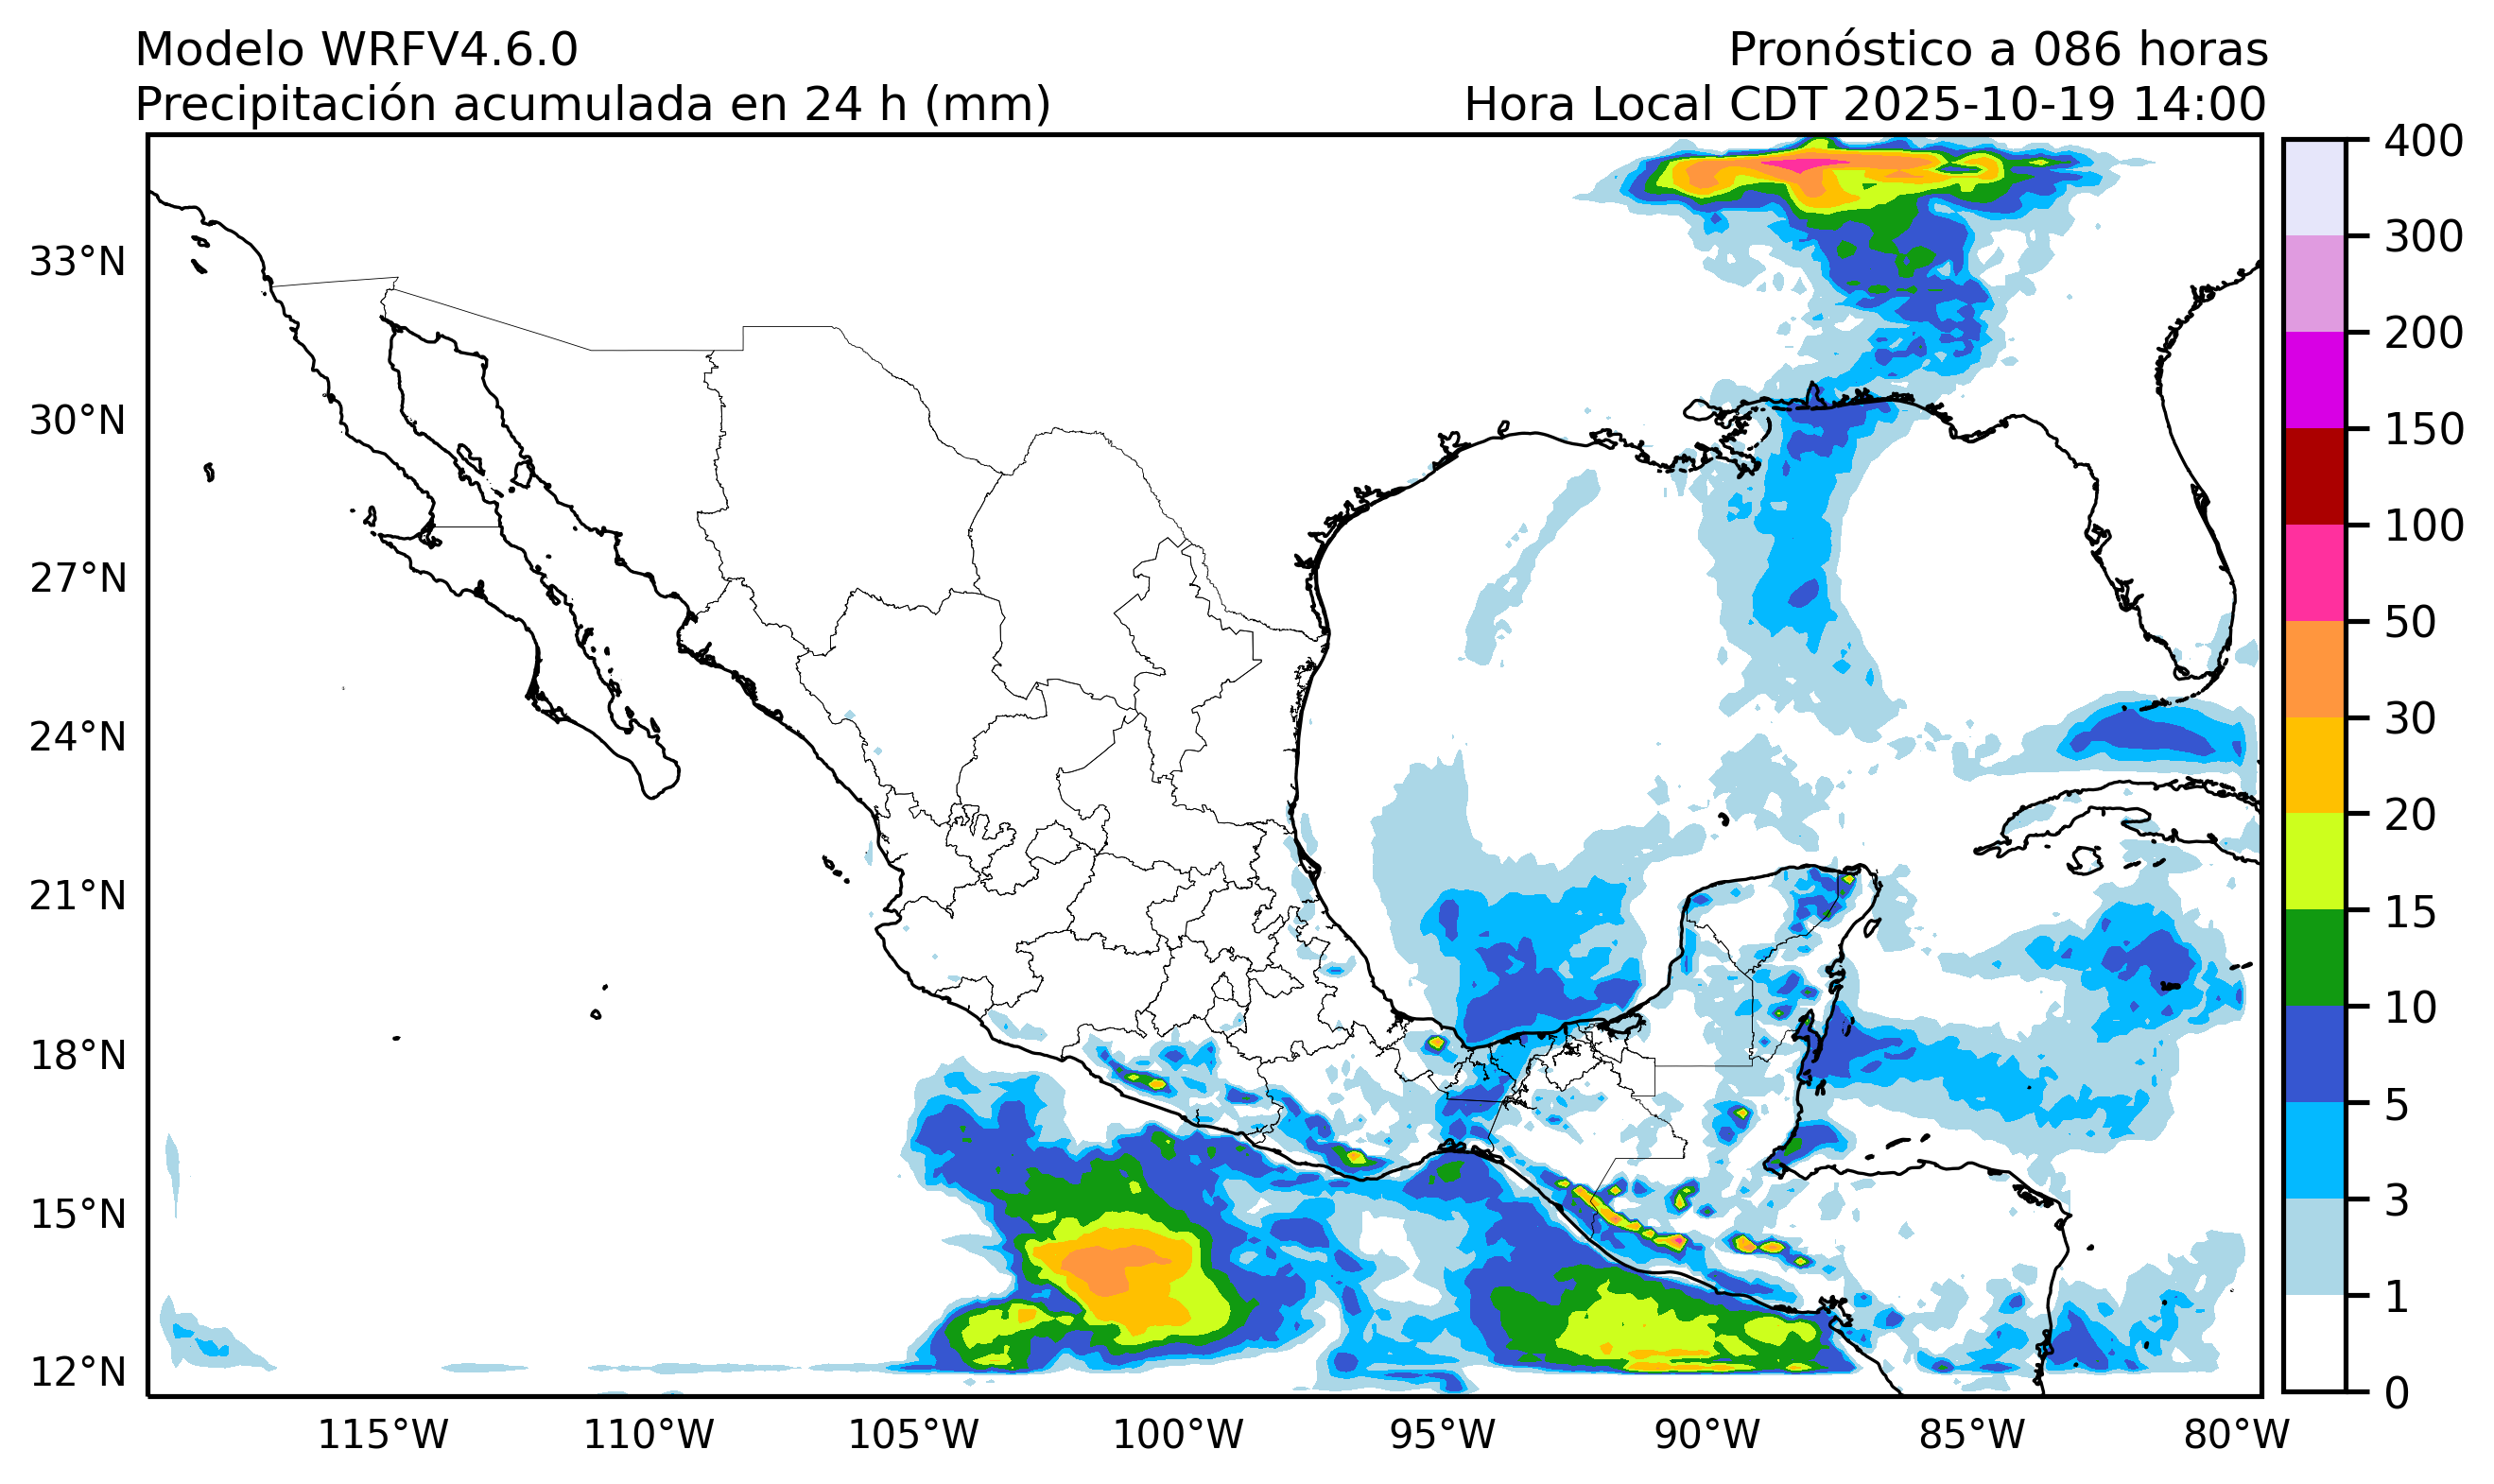 Modelo WRFV4.6.0
Pronóstico a 086 horas
Precipitación acumulada en 24 h (mm)
Hora Local CDT 2025-10-19 14:00
33°N
30°N
27°N
24°N
21°N
18°N
15°N
12°N
115°W
110°W
105°W
100°W
95°W
90°W
85°W
80°W
400
300
200
150
100
50
30
20
15
10
5
3
1
0